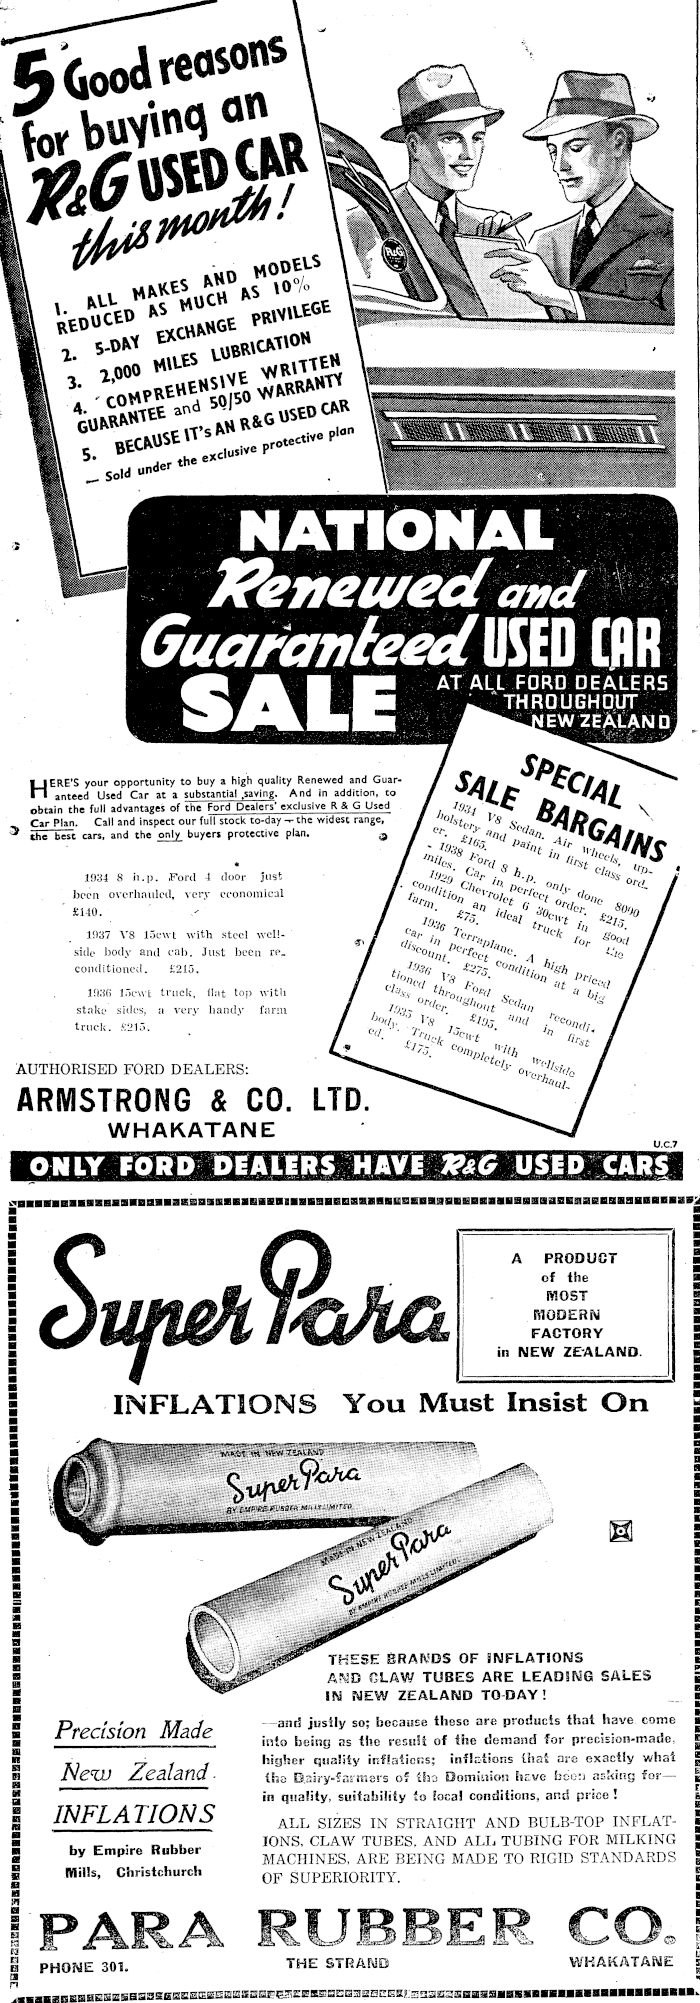 5 Good reasons
for buying an
R&G USED CAR
this month!
1. ALL MAKES AND MODELS
REDUCED AS MUCH AS 10%
2. 5-DAY EXCHANGE PRIVILEGE
3. 2,000 MILES LUBRICATION
4. COMPREHENSIVE WRITTEN
GUARANTEE and 50/50 WARRANTY
5. BECAUSE IT's AN R&G USED CAR
— Sold under the exclusive protective plan
R&G
NATIONAL
Renewed and
Guaranteed USED CAR
SALE
AT ALL FORD DEALERS
THROUGHOUT
NEW ZEALAND
HERE'S your opportunity to buy a high quality Renewed and Guar-
anteed Used Car at a substantial saving. And in addition, to
obtain the full advantages of the Ford Dealers' exclusive R & G Used
Car Plan. Call and inspect our full stock to-day—the widest range,
the best cars, and the only buyers protective plan.
1934 8 h.p. Ford 4 door just
been overhauled, very economical
£140.
1937 V8 15cwt with steel well-
side body and cab. Just been re-
conditioned. £215.
1936 15cwt truck, flat top with
stake sides, a very handy farm
truck. £215.
SPECIAL
SALE BARGAINS
1934 V8 Sedan. Air wheels, up-
holstery and paint in first class ord-
er. £165.
1938 Ford 8 h.p. only done 8000
miles. Car in perfect order. £215.
1929 Chevrolet 6 30cwt in good
condition an ideal truck for the
farm. £75.
1936 Terraplane. A high priced
car in perfect condition at a big
discount. £275.
1936 V8 Ford Sedan recondi-
tioned throughout and in first
class order. £195.
1935 V8 15cwt with wellside
body. Truck completely overhaul-
ed. £175.
AUTHORISED FORD DEALERS:
ARMSTRONG & CO. LTD.
WHAKATANE
U.C.7
ONLY FORD DEALERS HAVE R&G USED CARS
Super Para
A PRODUCT
of the
MOST
MODERN
FACTORY
in NEW ZEALAND.
INFLATIONS You Must Insist On
MADE IN NEW ZEALAND
Super Para
BY EMPIRE RUBBER MILLS LIMITED
MADE IN NEW ZEALAND
Super Para
BY EMPIRE RUBBER MILLS LIMITED
THESE BRANDS OF INFLATIONS
AND CLAW TUBES ARE LEADING SALES
IN NEW ZEALAND TO-DAY!
Precision Made
New Zealand
INFLATIONS
by Empire Rubber
Mills, Christchurch
—and justly so; because these are products that have come
into being as the result of the demand for precision-made,
higher quality inflations; inflations that are exactly what
the Dairy-farmers of the Dominion have been asking for—
in quality, suitability to local conditions, and price!
ALL SIZES IN STRAIGHT AND BULB-TOP INFLAT-
IONS, CLAW TUBES, AND ALL TUBING FOR MILKING
MACHINES, ARE BEING MADE TO RIGID STANDARDS
OF SUPERIORITY.
PARA RUBBER CO.
PHONE 301. THE STRAND WHAKATANE